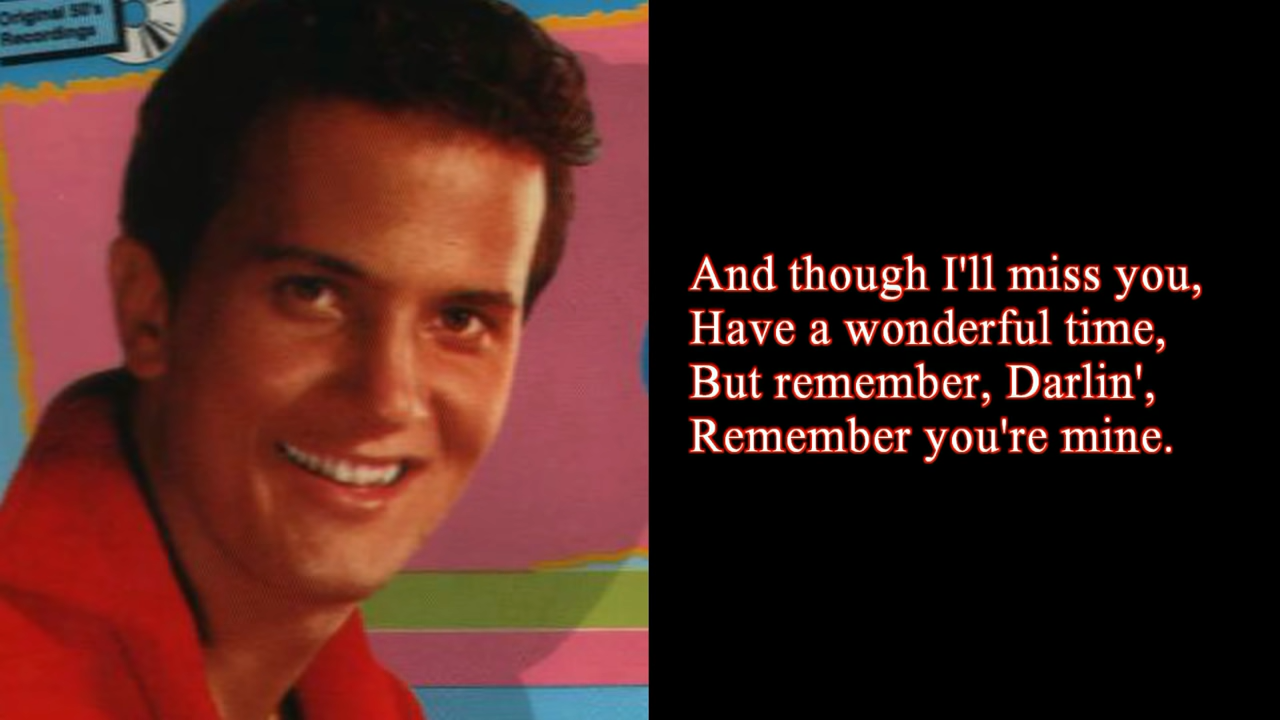 Original 50's
Recordings
And though I'll miss you,
Have a wonderful time,
But remember, Darlin',
Remember you're mine.